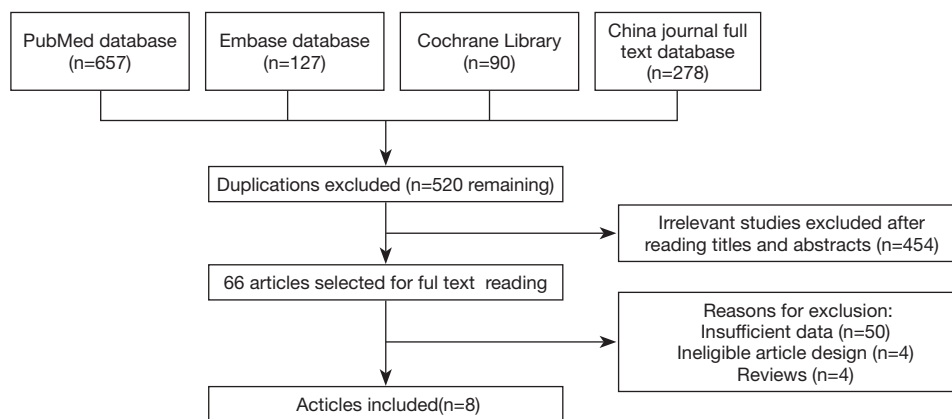 PubMed database
(n=657)
Embase database
(n=127)
Cochrane Library
(n=90)
China journal full
text database
(n=278)
Duplications excluded (n=520 remaining)
Irrelevant studies excluded after
reading titles and abstracts (n=454)
66 articles selected for ful text reading
Reasons for exclusion:
Insufficient data (n=50)
Ineligible article design (n=4)
Reviews (n=4)
Acticles included(n=8)